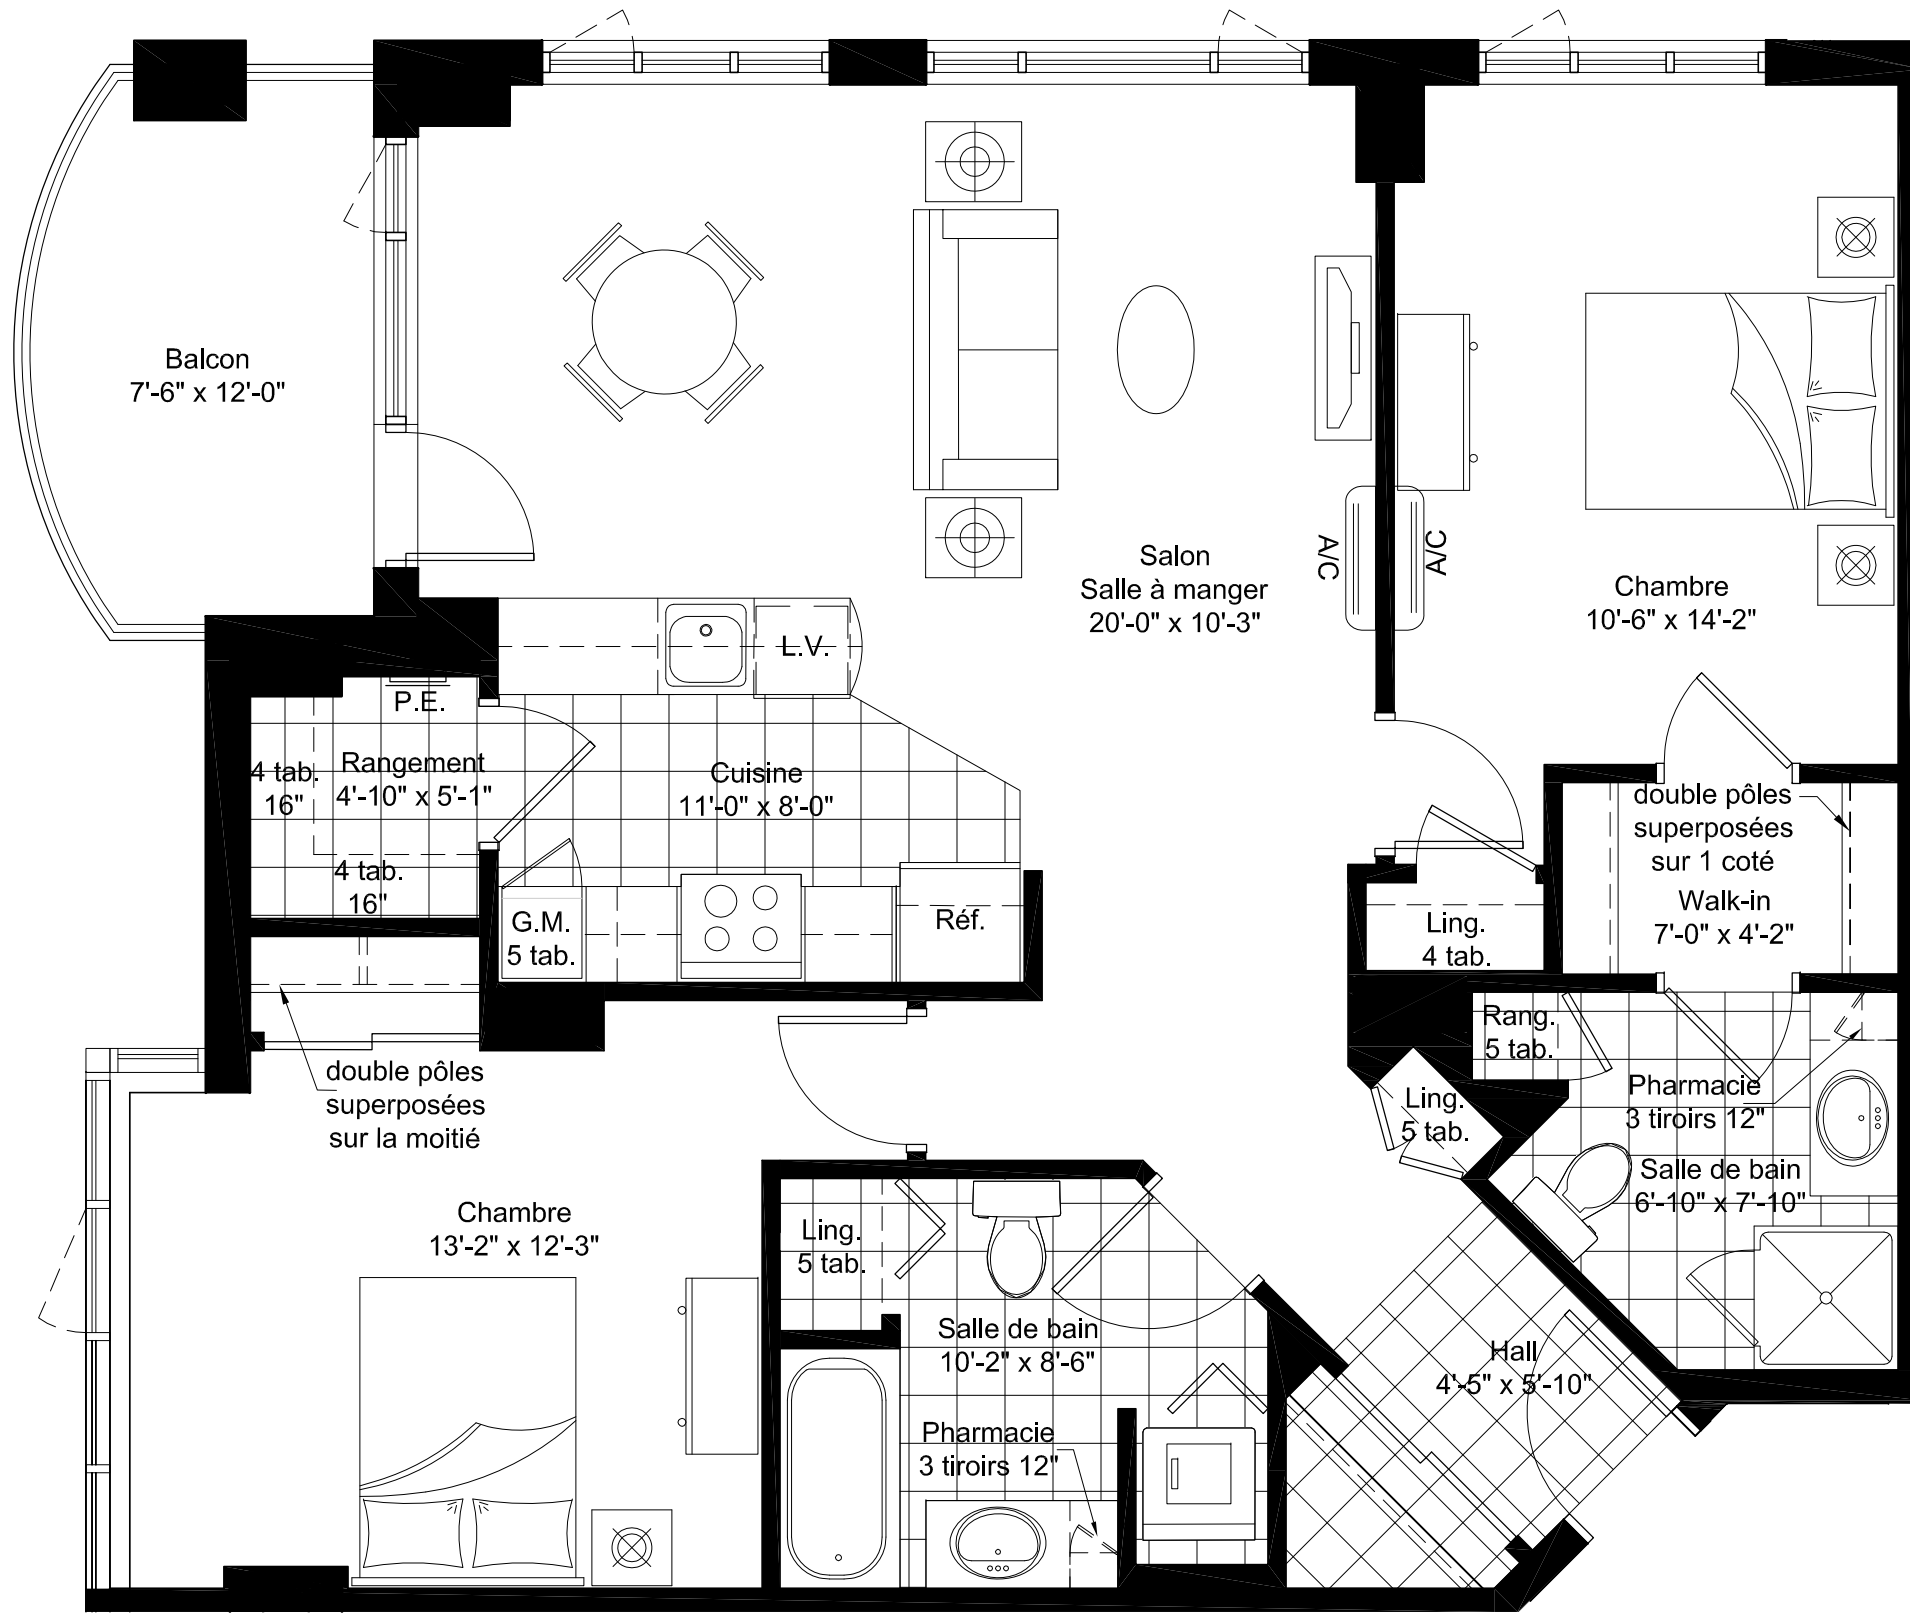 Balcon
7'-6" x 12'-0"
Salon
Salle à manger
20'-0" x 10'-3"
A/C
A/C
Chambre
10'-6" x 14'-2"
L.V.
P.E.
Rangement
4'-10" x 5'-1"
4 tab.
16"
4 tab.
16"
Cuisine
11'-0" x 8'-0"
G.M.
5 tab.
Réf.
double pôles
superposées
sur 1 coté
Walk-in
7'-0" x 4'-2"
Ling.
4 tab.
Rang.
5 tab.
Pharmacie
3 tiroirs 12"
Ling.
5 tab.
Salle de bain
6'-10" x 7'-10"
double pôles
superposées
sur la moitié
Chambre
13'-2" x 12'-3"
Ling.
5 tab.
Salle de bain
10'-2" x 8'-6"
Pharmacie
3 tiroirs 12"
Hall
4'-5" x 5'-10"